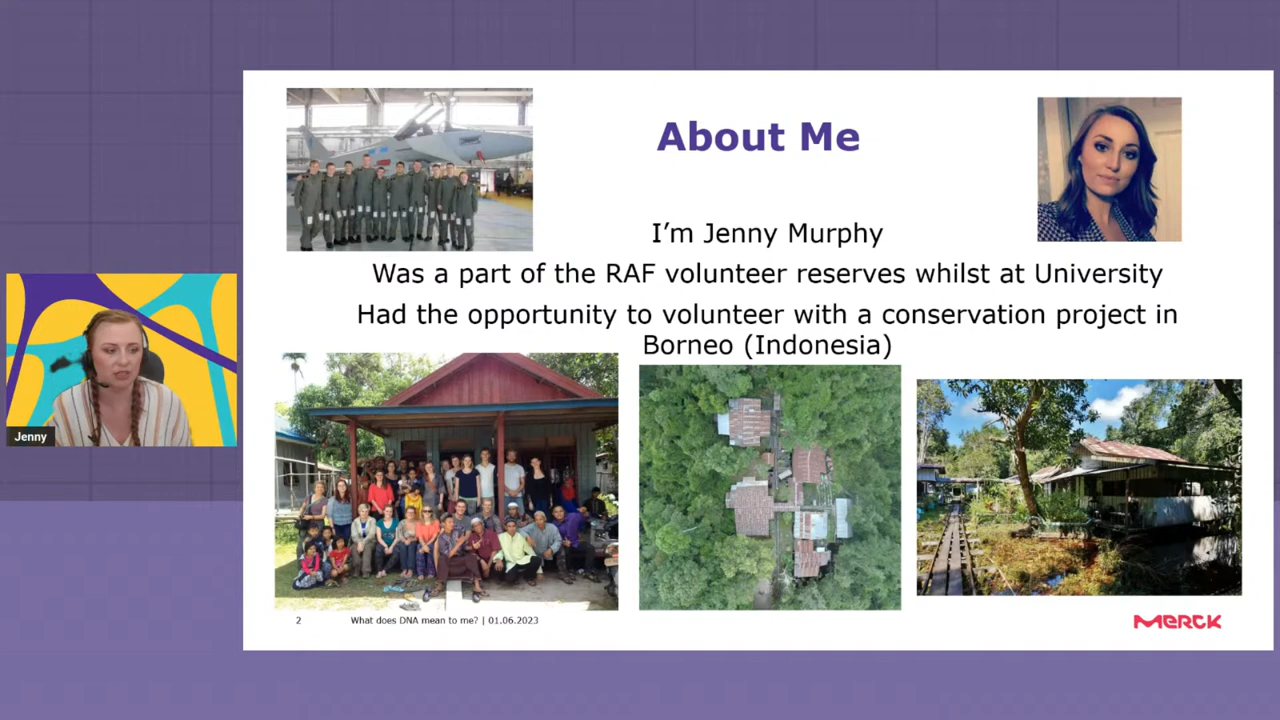 About Me
I’m Jenny Murphy
Was a part of the RAF volunteer reserves whilst at University
Had the opportunity to volunteer with a conservation project in
Borneo (Indonesia)
Jenny
2
What does DNA mean to me? | 01.06.2023
MERCK